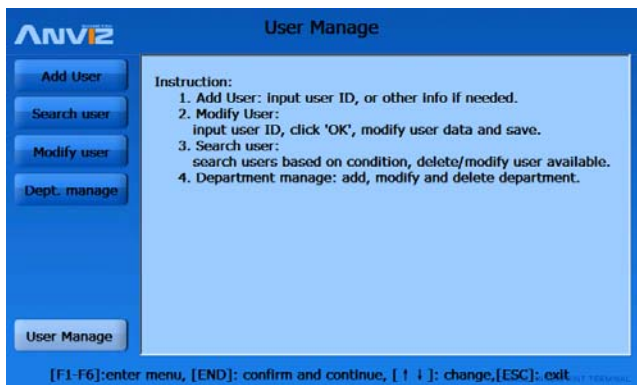 ANViZ
User Manage
Add User
Search user
Modify user
Dept. manage
User Manage
Instruction:
1. Add User: input user ID, or other info if needed.
2. Modify User:
input user ID, click 'OK', modify user data and save.
3. Search user:
search users based on condition, delete/modify user available.
4. Department manage: add, modify and delete department.
[F1-F6]:enter menu, [END]: confirm and continue, [↑↓]: change,[ESC]:exit